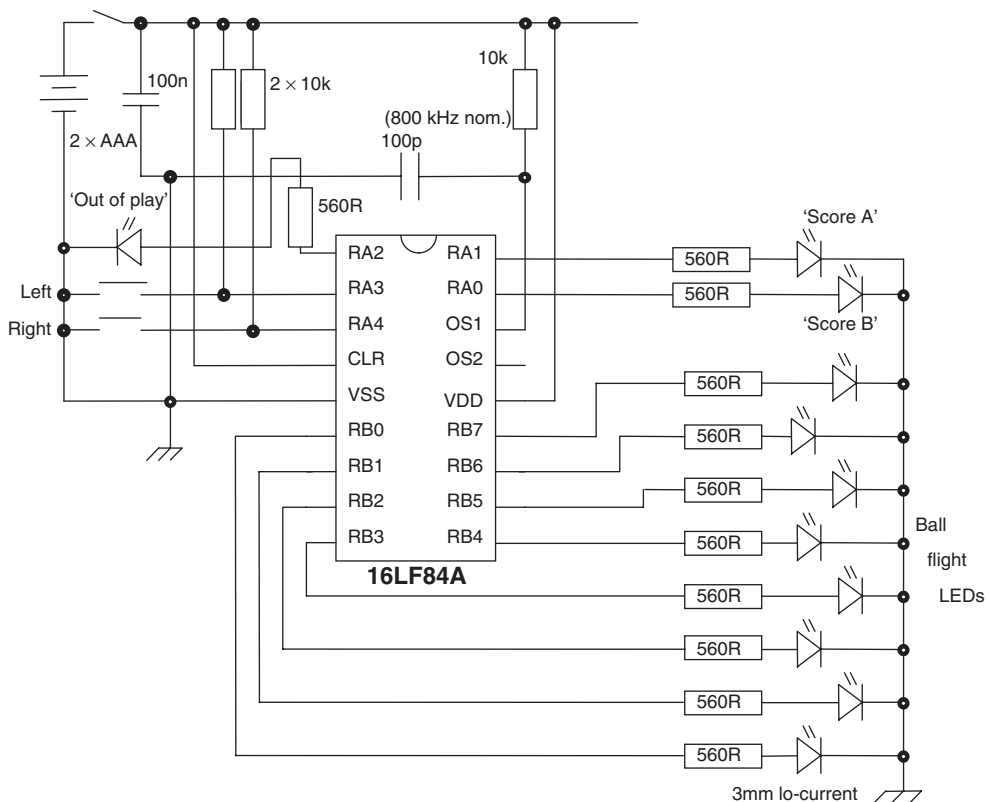 100n
2 × 10k
10k
(800 kHz nom.)
100p
2 × AAA
'Out of play'
560R
'Score A'
RA2
RA1
560R
Left
RA3
RA0
560R
Right
RA4
OS1
'Score B'
CLR
OS2
VSS
VDD
560R
RB0
RB7
560R
RB1
RB6
RB2
RB5
560R
RB3
RB4
560R
Ball
flight
LEDs
16LF84A
560R
560R
560R
560R
3mm lo-current